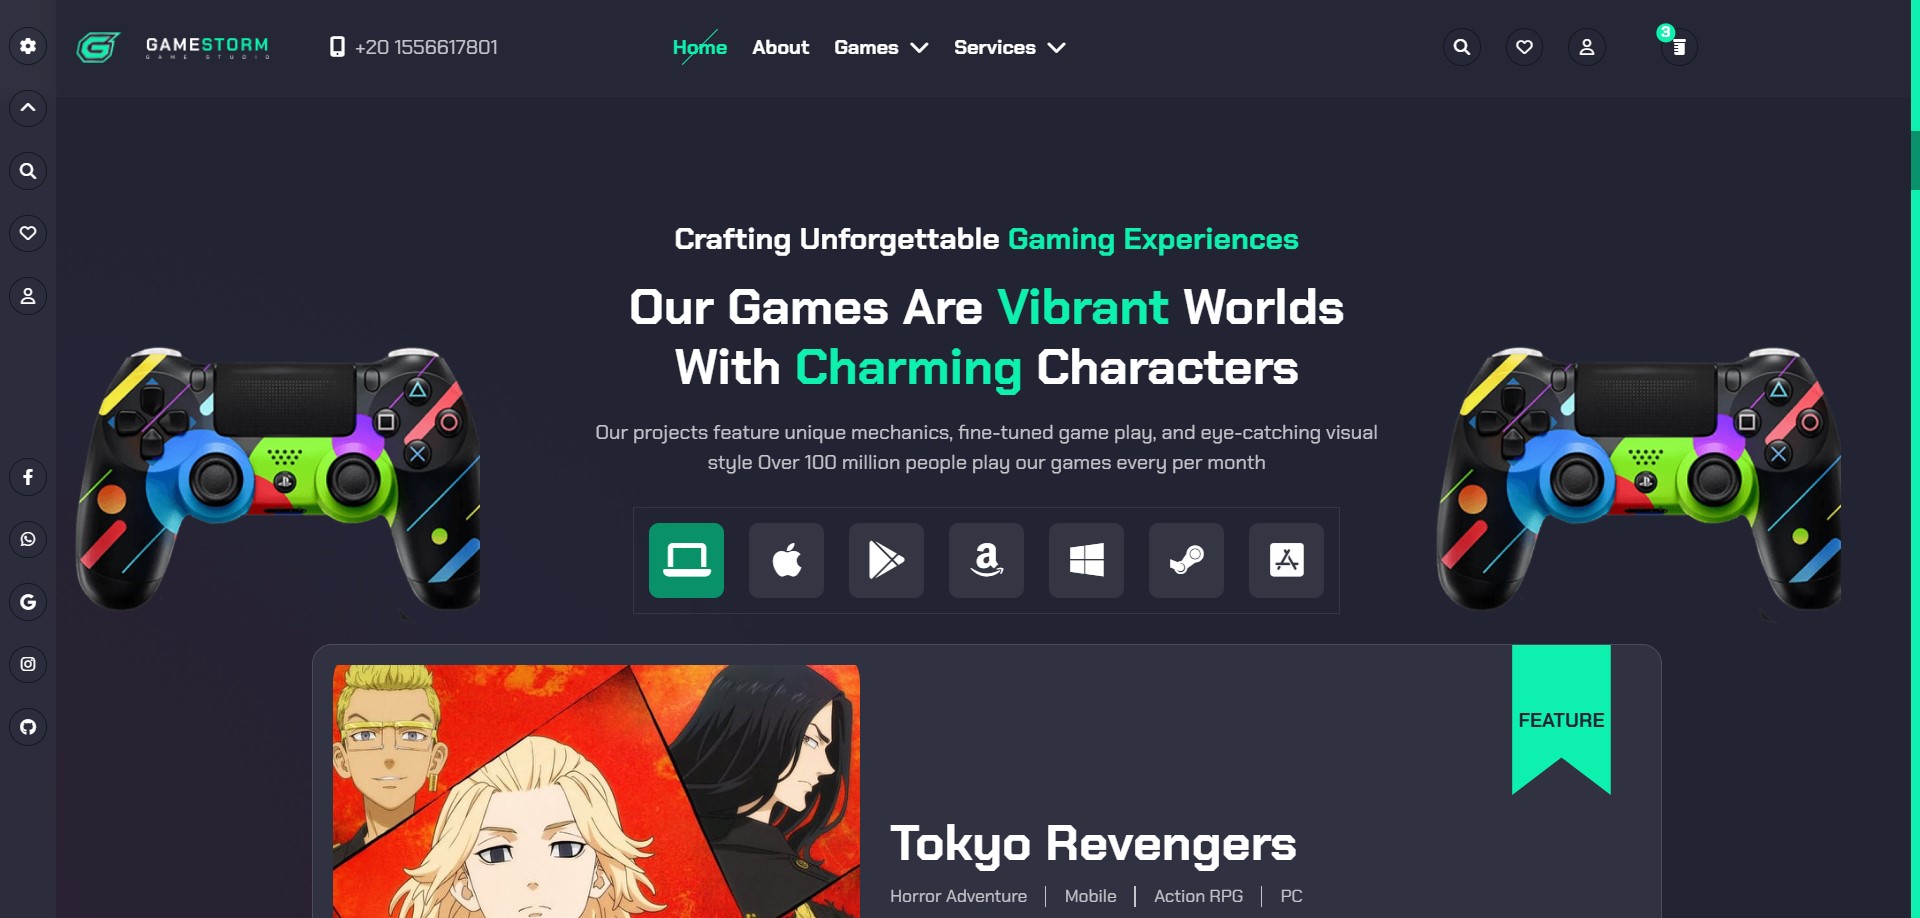 GAMESTORM
GAME STUDIO
+20 1556617801
Home
About
Games
Services
3
Crafting Unforgettable Gaming Experiences
Our Games Are Vibrant Worlds
With Charming Characters
Our projects feature unique mechanics, fine-tuned game play, and eye-catching visual
style Over 100 million people play our games every per month
FEATURE
Tokyo Revengers
Horror Adventure
Mobile
Action RPG
PC